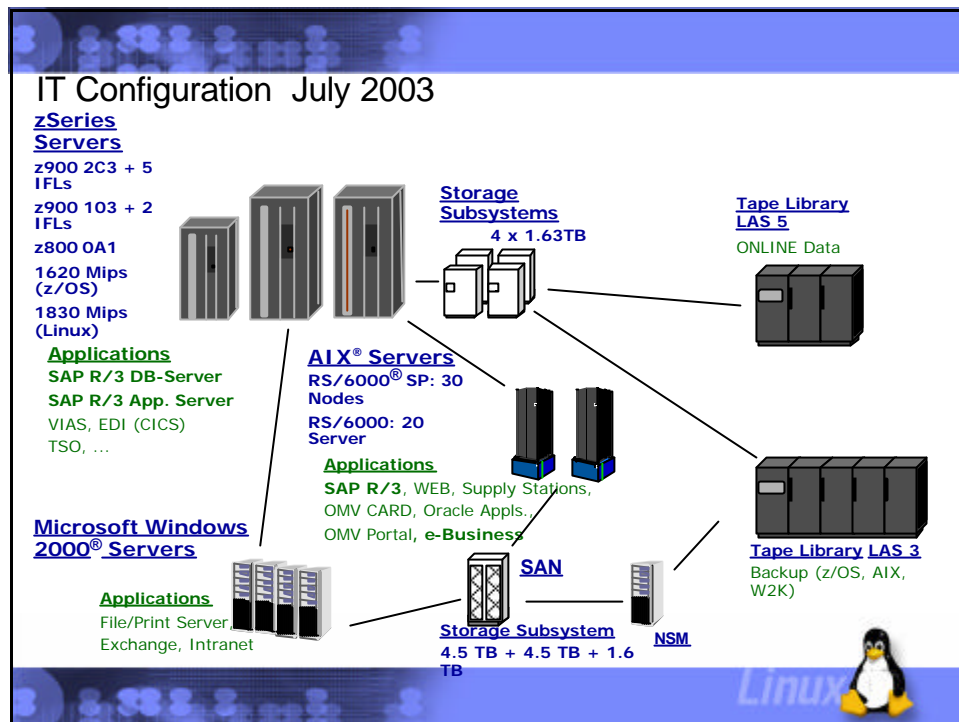 IT Configuration July 2003
zSeries
Servers
z900 2C3 + 5
IFLs
z900 103 + 2
IFLs
z800 0A1
1620 Mips
(z/OS)
1830 Mips
(Linux)
Applications
SAP R/3 DB-Server
SAP R/3 App. Server
VIAS, EDI (CICS)
TSO, …
Storage
Subsystems
4 x 1.63TB
Tape Library
LAS 5
ONLINE Data
AIX® Servers
RS/6000® SP: 30
Nodes
RS/6000: 20
Server
Applications
SAP R/3, WEB, Supply Stations,
OMV CARD, Oracle Appls.,
OMV Portal, e-Business
Microsoft Windows
2000® Servers
Applications
File/Print Server,
Exchange, Intranet
SAN
Storage Subsystem
4.5 TB + 4.5 TB + 1.6
TB
NSM
Tape Library LAS 3
Backup (z/OS, AIX,
W2K)
Linux